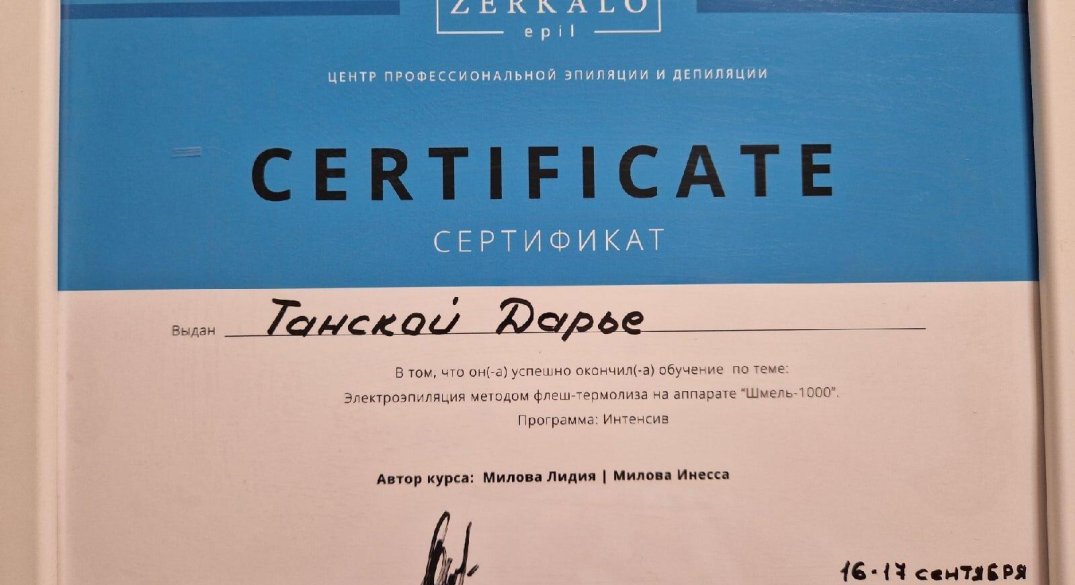 ZERKALO
epil
ЦЕНТР ПРОФЕССИОНАЛЬНОЙ ЭПИЛЯЦИИ И ДЕПИЛЯЦИИ
CERTIFICATE
СЕРТИФИКАТ
Выдан Танской Дарье
В том, что он(-а) успешно окончил(-а) обучение по теме:
Электроэпиляция методом флеш-термолиза на аппарате "Шмель-1000".
Программа: Интенсив
Автор курса: Милова Лидия | Милова Инесса
16-17 сентября